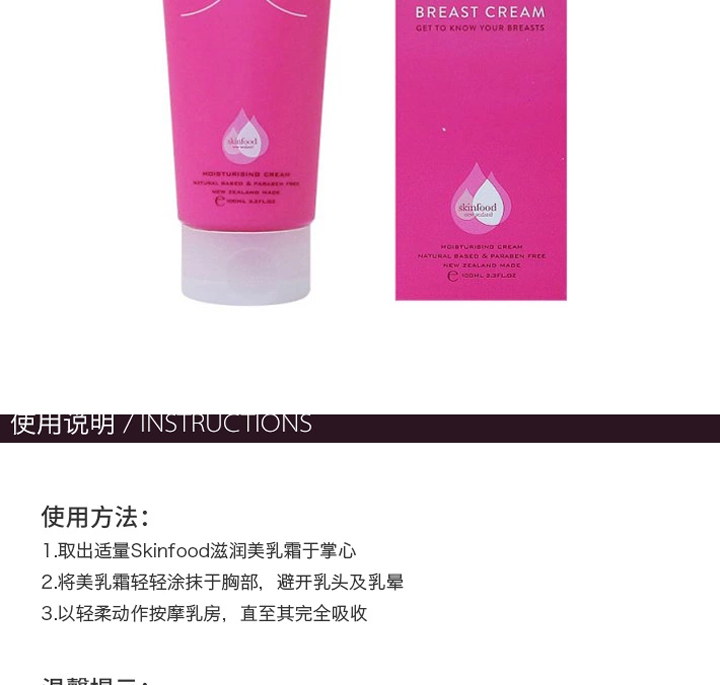 BREAST CREAM
GET TO KNOW YOUR BREASTS
skinfood
new zealand
MOISTURISING CREAM
NATURAL BASED & PARABEN FREE
NEW ZEALAND MADE
℮ 100ML 3.3FL.OZ
skinfood
new zealand
MOISTURISING CREAM
NATURAL BASED & PARABEN FREE
NEW ZEALAND MADE
℮ 100ML 3.3FL.OZ
使用说明 / INSTRUCTIONS
使用方法：
1.取出适量Skinfood滋润美乳霜于掌心
2.将美乳霜轻轻涂抹于胸部，避开乳头及乳晕
3.以轻柔动作按摩乳房，直至其完全吸收